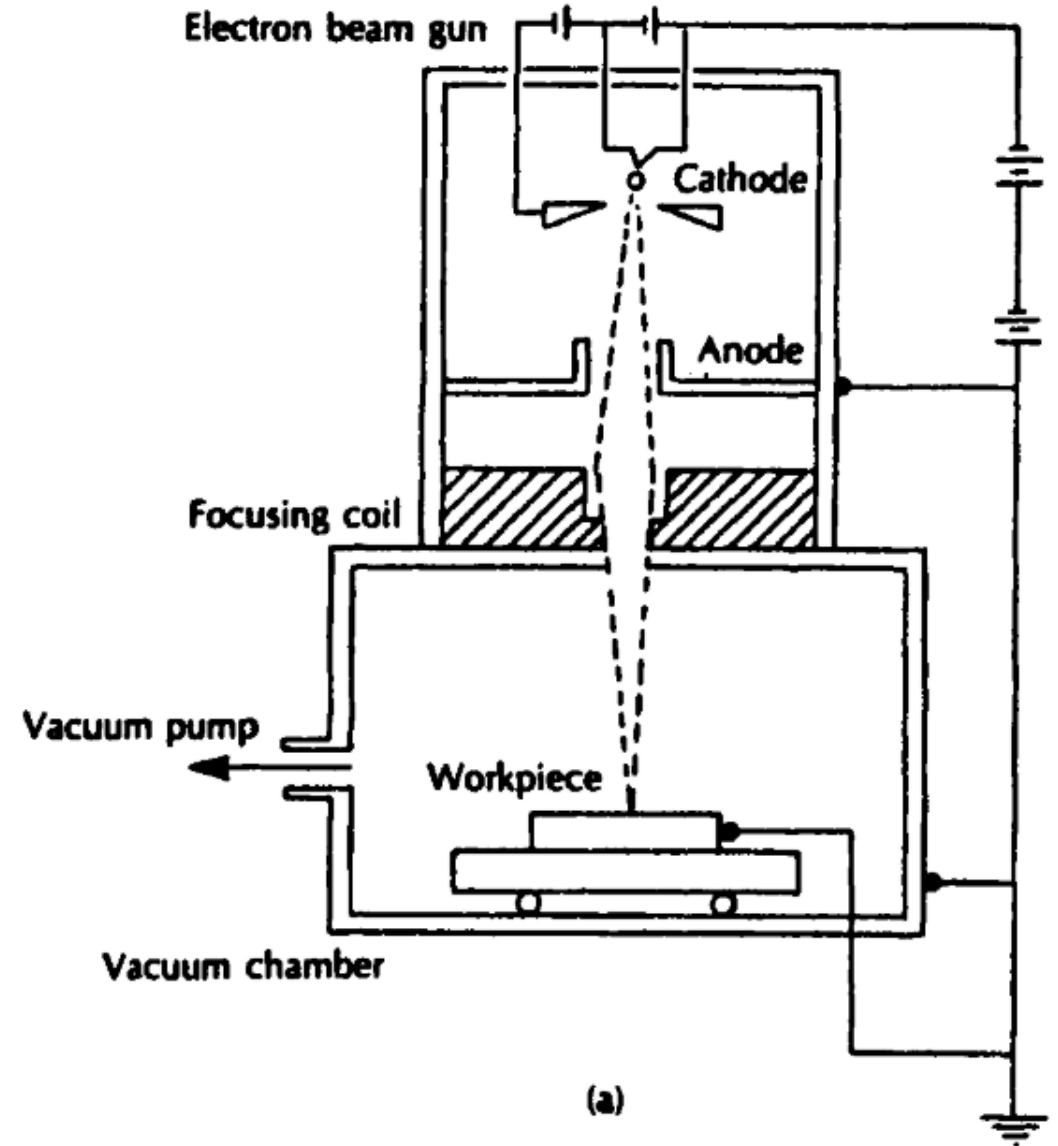 Electron beam gun
Cathode
Anode
Focusing coil
Vacuum pump
Workpiece
Vacuum chamber
(a)